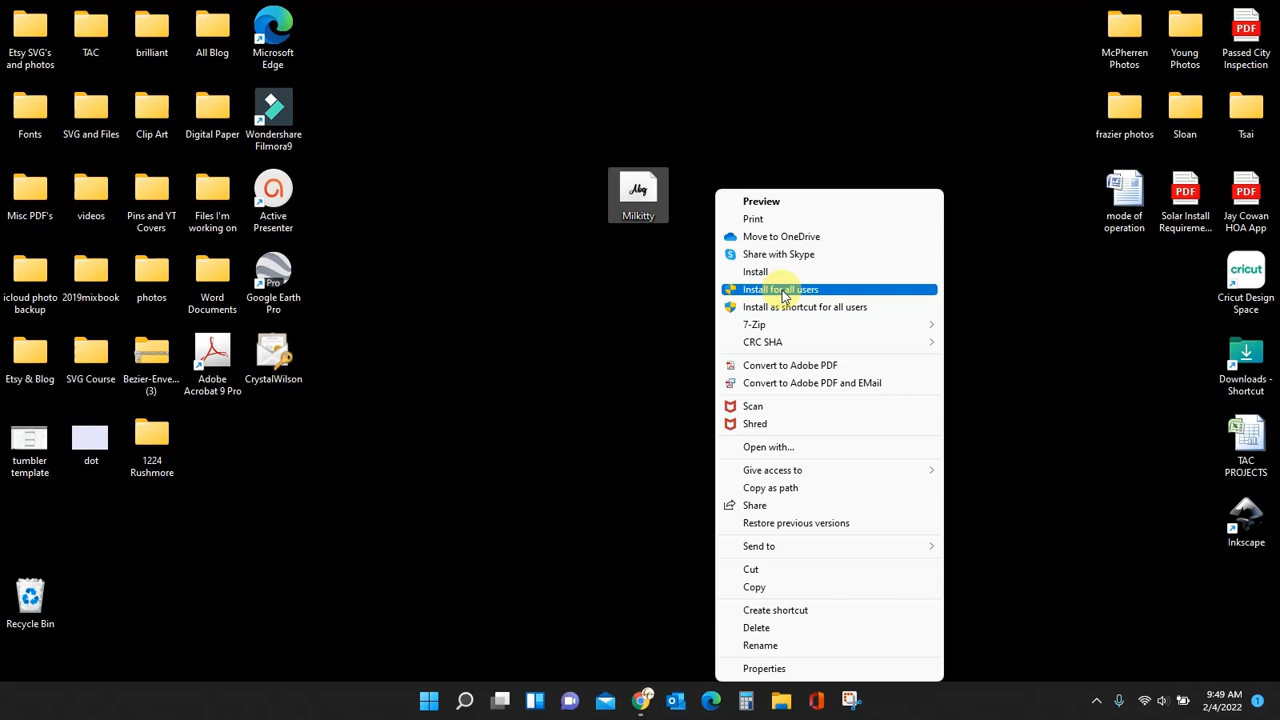 Etsy SVG's
and photos
TAC
brilliant
All Blog
Microsoft
Edge
McPherren
Photos
Young
Photos
PDF
Passed City
Inspection
Fonts
SVG and Files
Clip Art
Digital Paper
Wondershare
Filmora9
frazier photos
Sloan
Tsai
Misc PDF's
videos
Pins and YT
Covers
Files I'm
working on
Active
Presenter
Abg
Milkitty
mode of
operation
PDF
Solar Install
Requireme...
PDF
Jay Cowan
HOA App
icloud photo
backup
2019mixbook
photos
Word
Documents
Pro
Google Earth
Pro
cricut
Cricut Design
Space
Etsy & Blog
SVG Course
Bezier-Enve...
(3)
Adobe
Acrobat 9 Pro
CrystalWilson
Downloads -
Shortcut
tumbler
template
dot
1224
Rushmore
TAC
PROJECTS
Inkscape
Recycle Bin
Preview
Print
Move to OneDrive
Share with Skype
Install
Install for all users
Install as shortcut for all users
7-Zip
CRC SHA
Convert to Adobe PDF
Convert to Adobe PDF and EMail
Scan
Shred
Open with...
Give access to
Copy as path
Share
Restore previous versions
Send to
Cut
Copy
Create shortcut
Delete
Rename
Properties
9:49 AM
2/4/2022
1